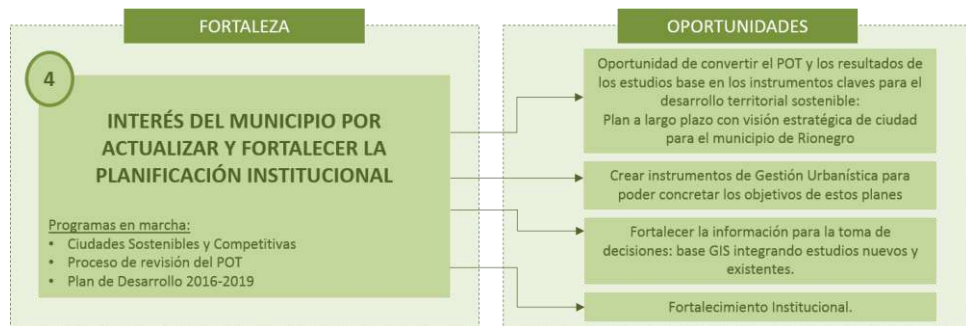 FORTALEZA
4
INTERÉS DEL MUNICIPIO POR
ACTUALIZAR Y FORTALECER LA
PLANIFICACIÓN INSTITUCIONAL
Programas en marcha:
• Ciudades Sostenibles y Competitivas
• Proceso de revisión del POT
• Plan de Desarrollo 2016-2019
OPORTUNIDADES
Oportunidad de convertir el POT y los resultados de
los estudios base en los instrumentos claves para el
desarrollo territorial sostenible:
Plan a largo plazo con visión estratégica de ciudad
para el municipio de Rionegro
Crear instrumentos de Gestión Urbanística para
poder concretar los objetivos de estos planes
Fortalecer la información para la toma de
decisiones: base GIS integrando estudios nuevos y
existentes.
Fortalecimiento Institucional.